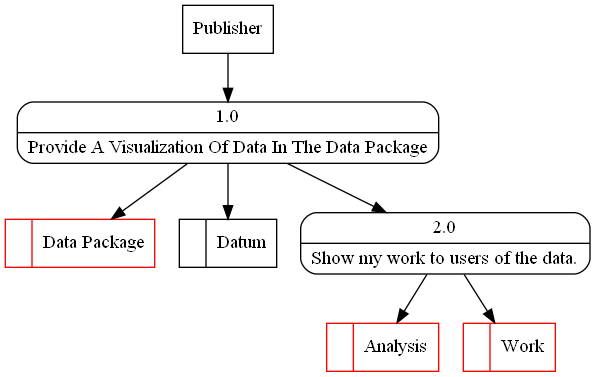 Publisher
1.0
Provide A Visualization Of Data In The Data Package
Data Package
Datum
2.0
Show my work to users of the data.
Analysis
Work